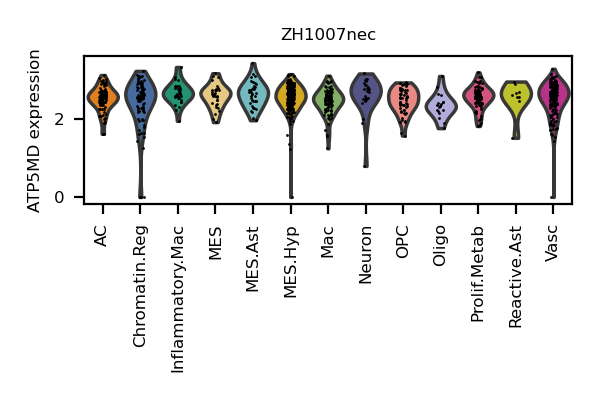 ZH1007nec
ATP5MD expression
2
0
AC
Chromatin.Reg
Inflammatory.Mac
MES
MES.Ast
MES.Hyp
Mac
Neuron
OPC
Oligo
Prolif.Metab
Reactive.Ast
Vasc